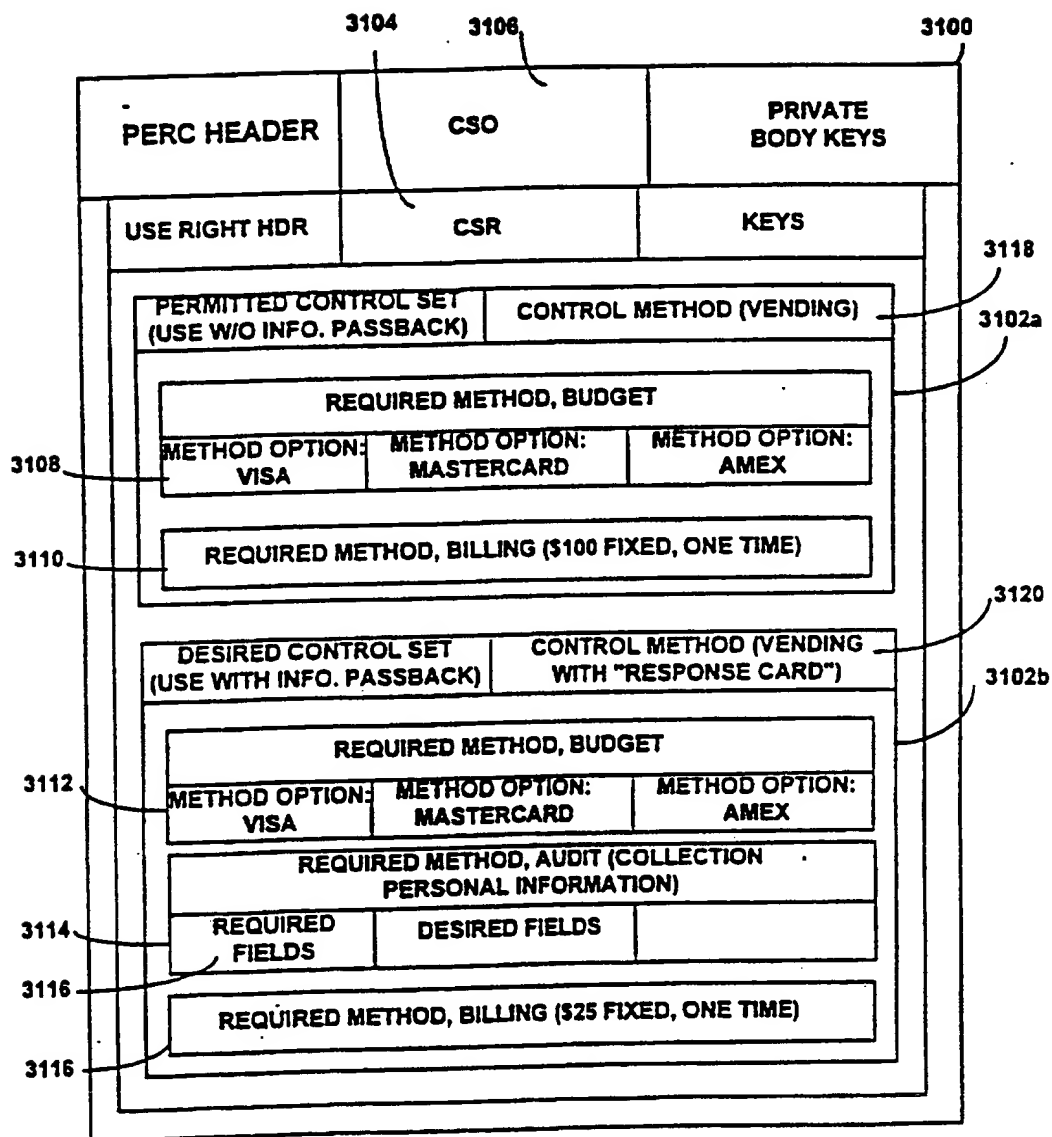 3104
3106
3100
PERC HEADER
CSO
PRIVATE
BODY KEYS
USE RIGHT HDR
CSR
KEYS
3118
PERMITTED CONTROL SET
(USE W/O INFO. PASSBACK)
CONTROL METHOD (VENDING)
3102a
REQUIRED METHOD, BUDGET
3108
METHOD OPTION:
VISA
METHOD OPTION:
MASTERCARD
METHOD OPTION:
AMEX
3110
REQUIRED METHOD, BILLING ($100 FIXED, ONE TIME)
3120
DESIRED CONTROL SET
(USE WITH INFO. PASSBACK)
CONTROL METHOD (VENDING
WITH "RESPONSE CARD")
3102b
REQUIRED METHOD, BUDGET
3112
METHOD OPTION:
VISA
METHOD OPTION:
MASTERCARD
METHOD OPTION:
AMEX
REQUIRED METHOD, AUDIT (COLLECTION
PERSONAL INFORMATION)
3114
REQUIRED
FIELDS
DESIRED FIELDS
3116
REQUIRED METHOD, BILLING ($25 FIXED, ONE TIME)
3116